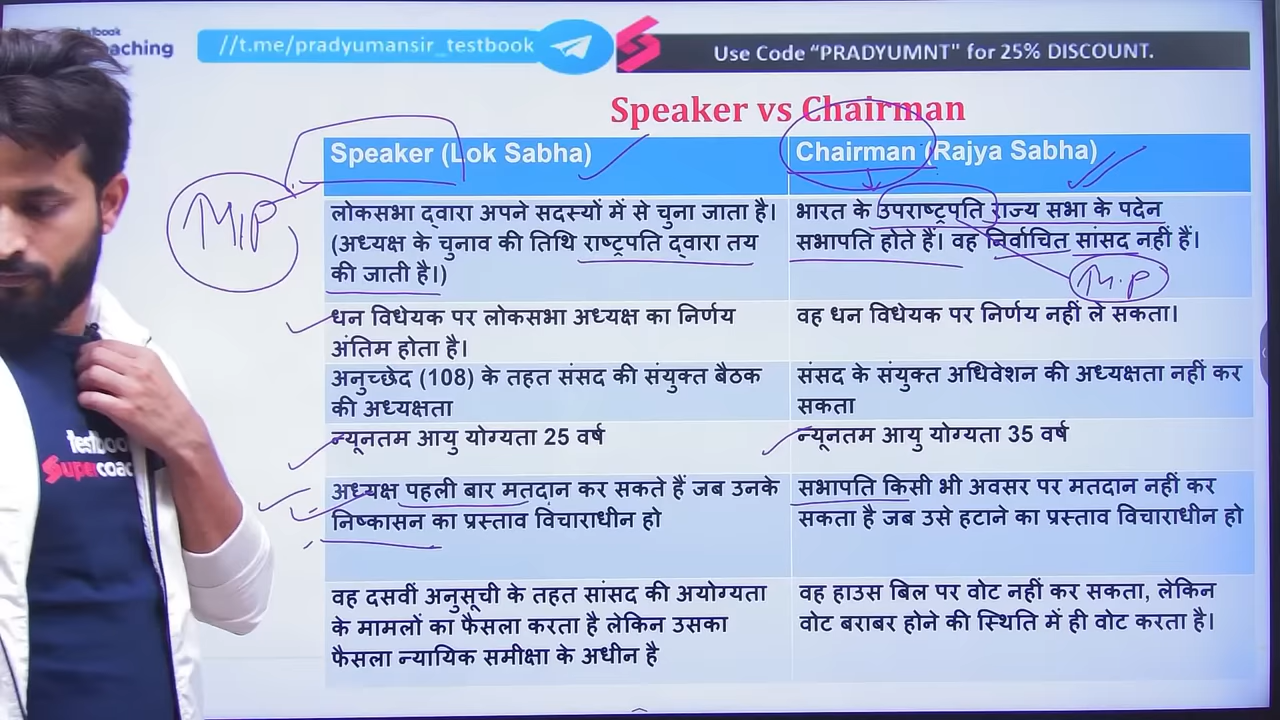 //t.me/pradyumansir_testbook
Use Code “PRADYUMNT" for 25% DISCOUNT.
Speaker vs Chairman
Speaker (Lok Sabha)
Chairman (Rajya Sabha)
M.P
लोकसभा द्वारा अपने सदस्यों में से चुना जाता है।
(अध्यक्ष के चुनाव की तिथि राष्ट्रपति द्वारा तय
की जाती है।)
भारत के उपराष्ट्रपति राज्य सभा के पदेन
सभापति होते हैं। वह निर्वाचित सांसद नहीं हैं।
M.P
धन विधेयक पर लोकसभा अध्यक्ष का निर्णय
अंतिम होता है।
वह धन विधेयक पर निर्णय नहीं ले सकता।
अनुच्छेद (108) के तहत संसद की संयुक्त बैठक
की अध्यक्षता
संसद के संयुक्त अधिवेशन की अध्यक्षता नहीं कर
सकता
न्यूनतम आयु योग्यता 25 वर्ष
न्यूनतम आयु योग्यता 35 वर्ष
अध्यक्ष पहली बार मतदान कर सकते हैं जब उनके
निष्कासन का प्रस्ताव विचाराधीन हो
सभापति किसी भी अवसर पर मतदान नहीं कर
सकता है जब उसे हटाने का प्रस्ताव विचाराधीन हो
वह दसवीं अनुसूची के तहत सांसद की अयोग्यता
के मामलों का फैसला करता है लेकिन उसका
फैसला न्यायिक समीक्षा के अधीन है
वह हाउस बिल पर वोट नहीं कर सकता, लेकिन
वोट बराबर होने की स्थिति में ही वोट करता है।